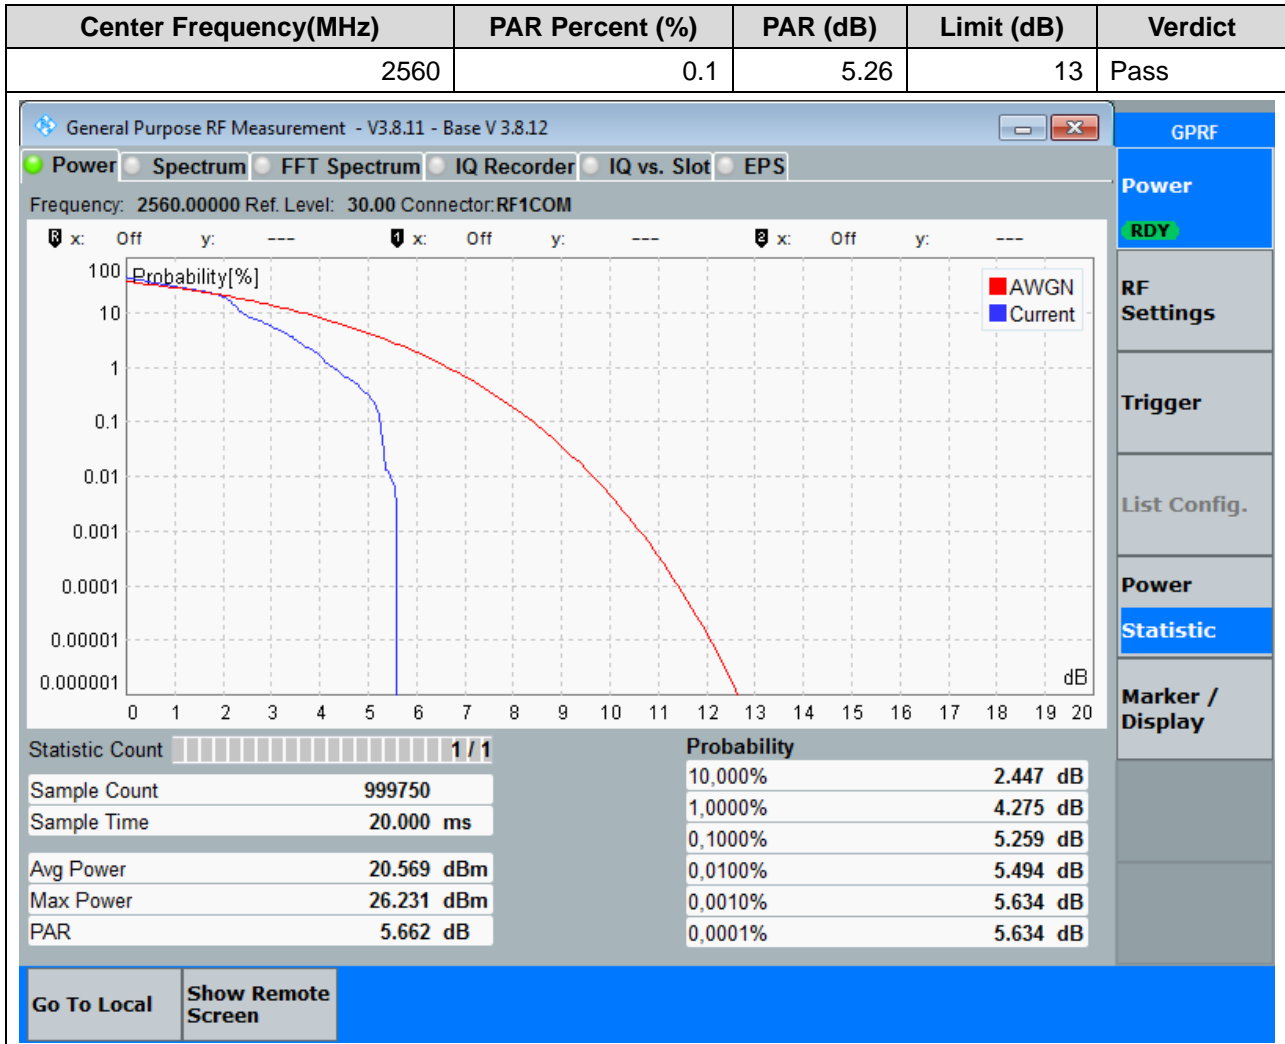 Center Frequency(MHz) PAR Percent (%) PAR (dB) Limit (dB) Verdict
2560 0.1 5.26 13 Pass
General Purpose RF Measurement - V3.8.11 - Base V 3.8.12
GPRF
Power Spectrum FFT Spectrum IQ Recorder IQ vs. Slot EPS
Power
RDY
Frequency: 2560.00000 Ref. Level: 30.00 Connector:RF1COM
R x: Off y: --- 1 x: Off y: --- 2 x: Off y: ---
Probability[%]
AWGN
Current
100
10
1
0.1
0.01
0.001
0.0001
0.00001
0.000001
dB
0 1 2 3 4 5 6 7 8 9 10 11 12 13 14 15 16 17 18 19 20
RF
Settings
Trigger
List Config.
Power
Statistic
Marker /
Display
Statistic Count 1 / 1
Sample Count 999750
Sample Time 20.000 ms
Avg Power 20.569 dBm
Max Power 26.231 dBm
PAR 5.662 dB
Probability
10,000% 2.447 dB
1,0000% 4.275 dB
0,1000% 5.259 dB
0,0100% 5.494 dB
0,0010% 5.634 dB
0,0001% 5.634 dB
Go To Local
Show Remote
Screen